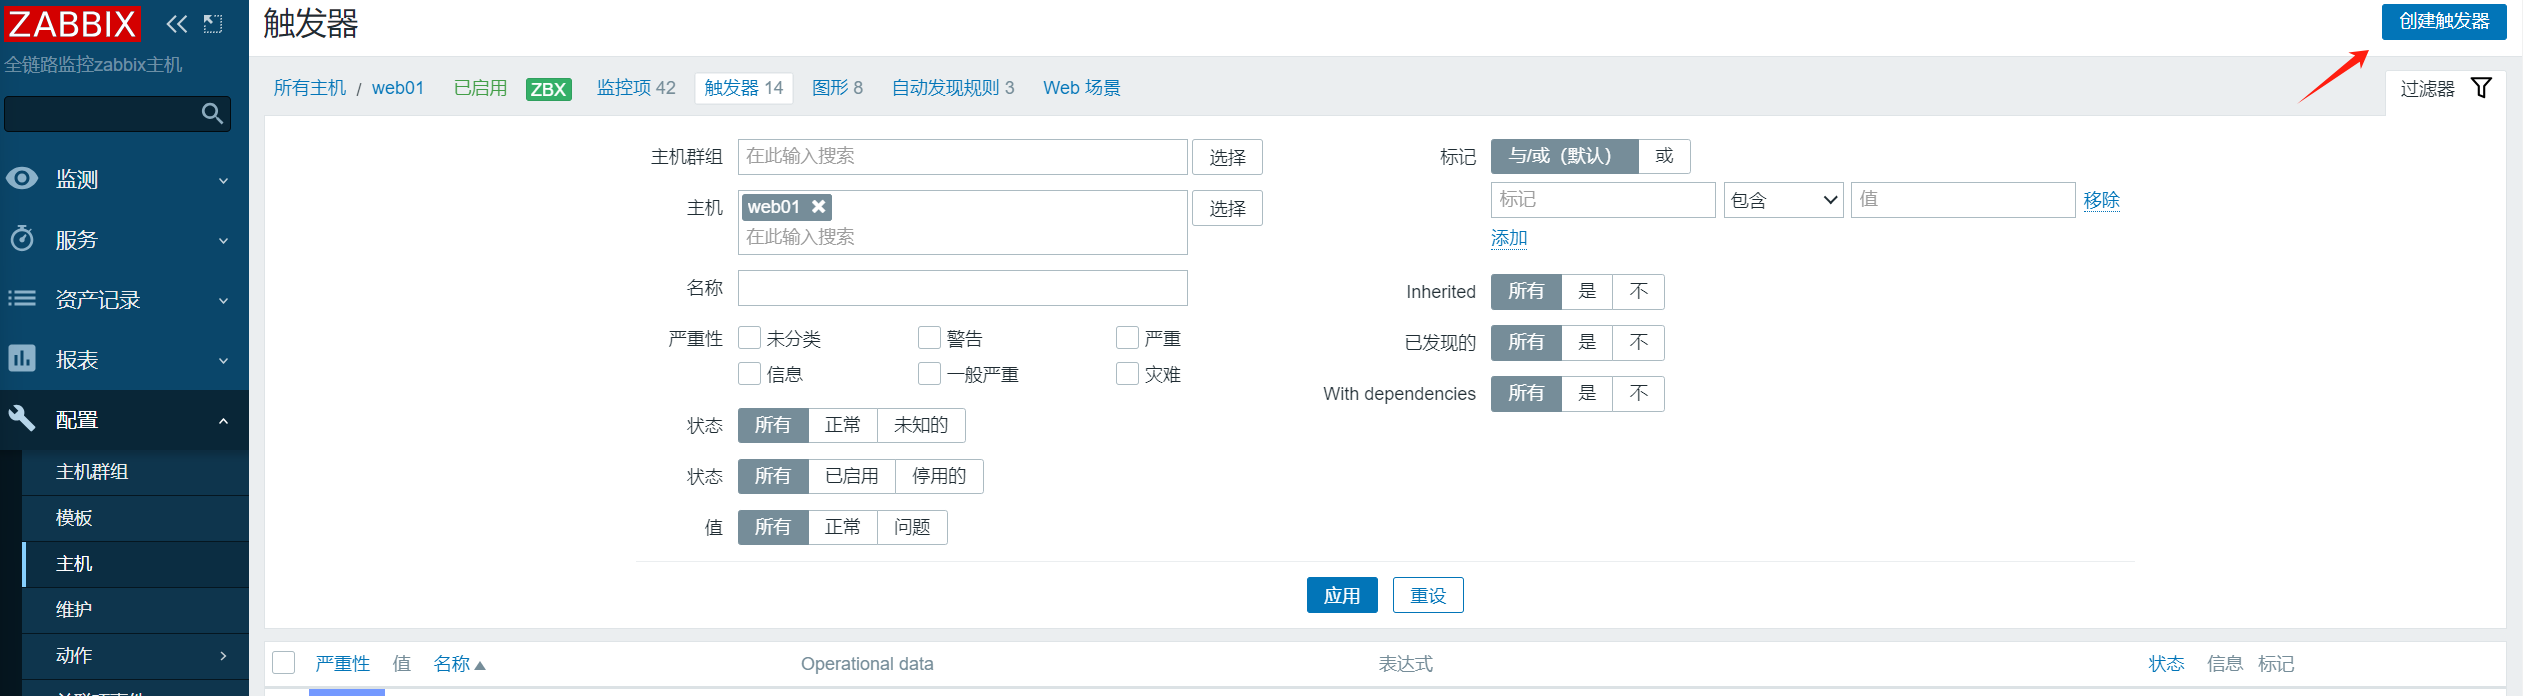 ZABBIX
全链路监控zabbix主机
监测
服务
资产记录
报表
配置
主机群组
模板
主机
维护
动作
触发器
创建触发器
所有主机 / web01 已启用 ZBX 监控项 42 触发器 14 图形 8 自动发现规则 3 Web 场景
过滤器
主机群组 在此输入搜索 选择
主机 web01 选择
在此输入搜索
名称
严重性 未分类 警告 严重
信息 一般严重 灾难
状态 所有 正常 未知的
状态 所有 已启用 停用的
值 所有 正常 问题
标记 与/或（默认） 或
标记 包含 值 移除
添加
Inherited 所有 是 不
已发现的 所有 是 不
With dependencies 所有 是 不
应用 重设
严重性 值 名称 Operational data 表达式 状态 信息 标记